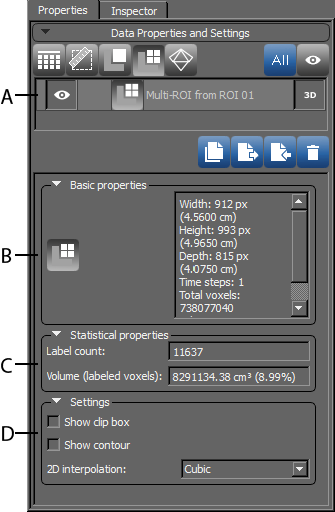 Properties
Inspector
Data Properties and Settings
All
A
Multi-ROI from ROI 01
3D
Basic properties
B
Width: 912 px
(4.5600 cm)
Height: 993 px
(4.9650 cm)
Depth: 815 px
(4.0750 cm)
Time steps: 1
Total voxels:
738077040
Statistical properties
C
Label count:
11637
Volume (labeled voxels):
8291134.38 cm³ (8.99%)
Settings
D
Show clip box
Show contour
2D interpolation:
Cubic